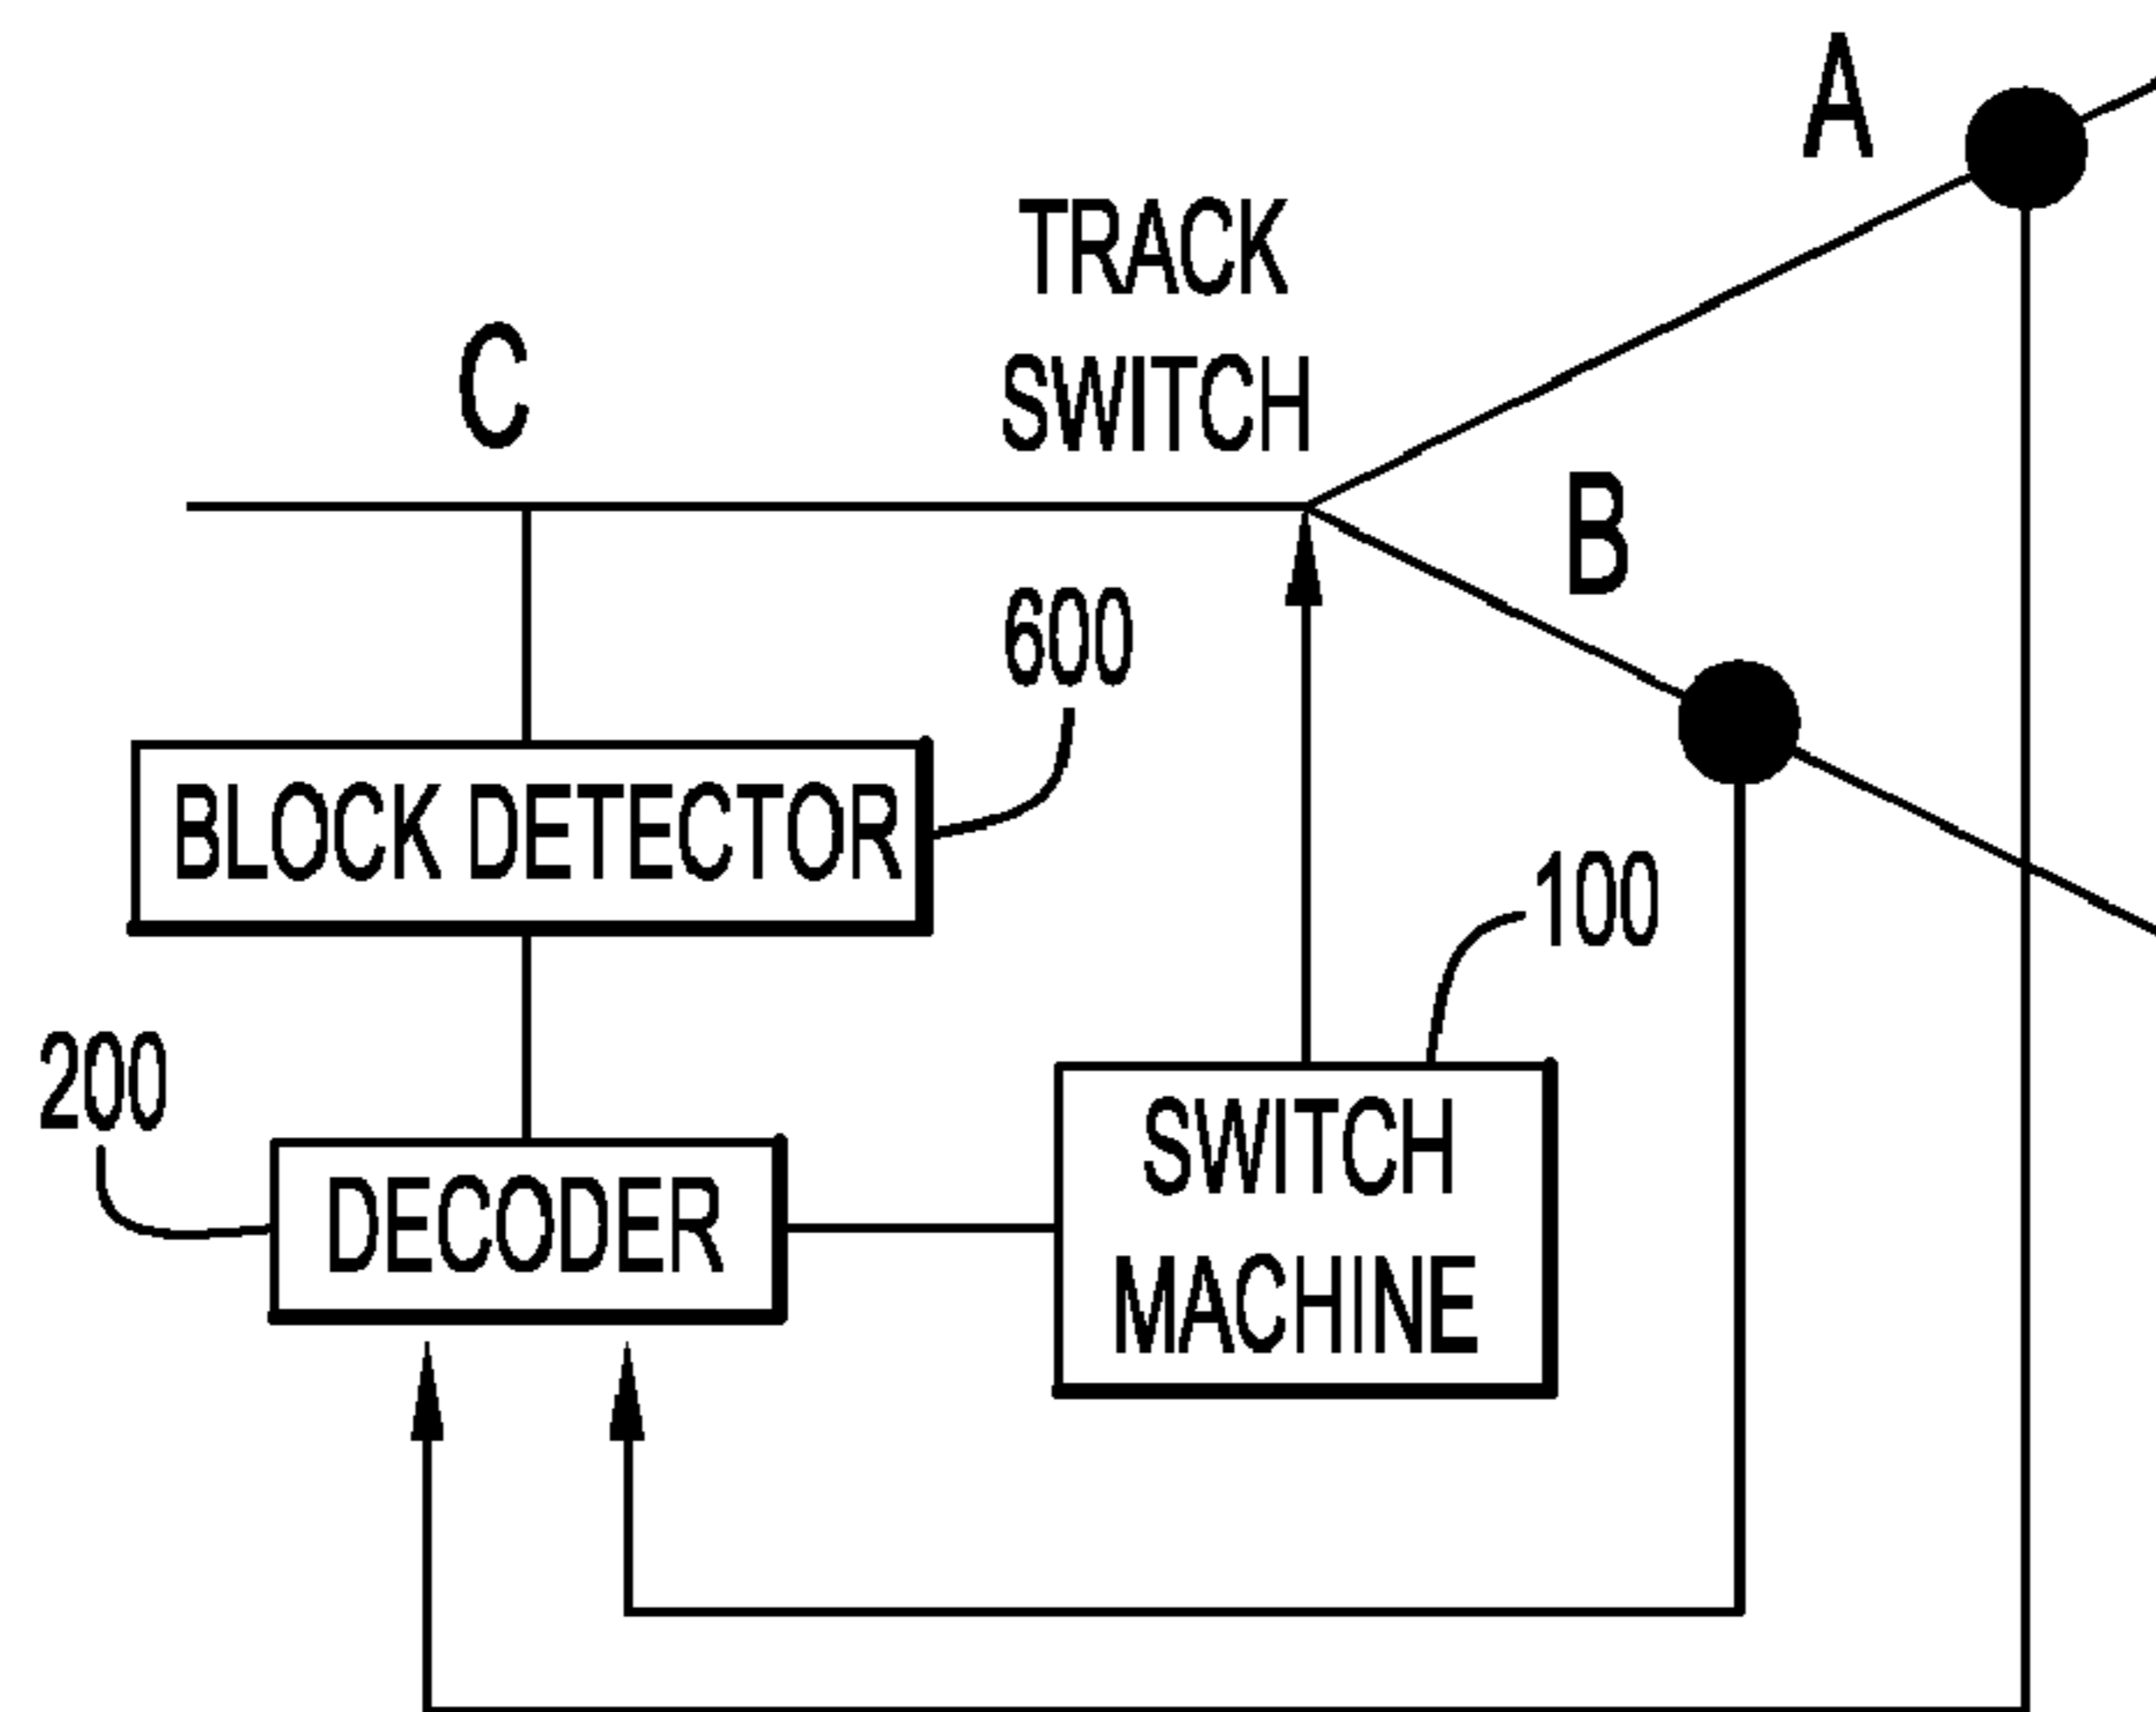 A
TRACK
SWITCH
C
B
600
BLOCK DETECTOR
100
200
DECODER
SWITCH
MACHINE